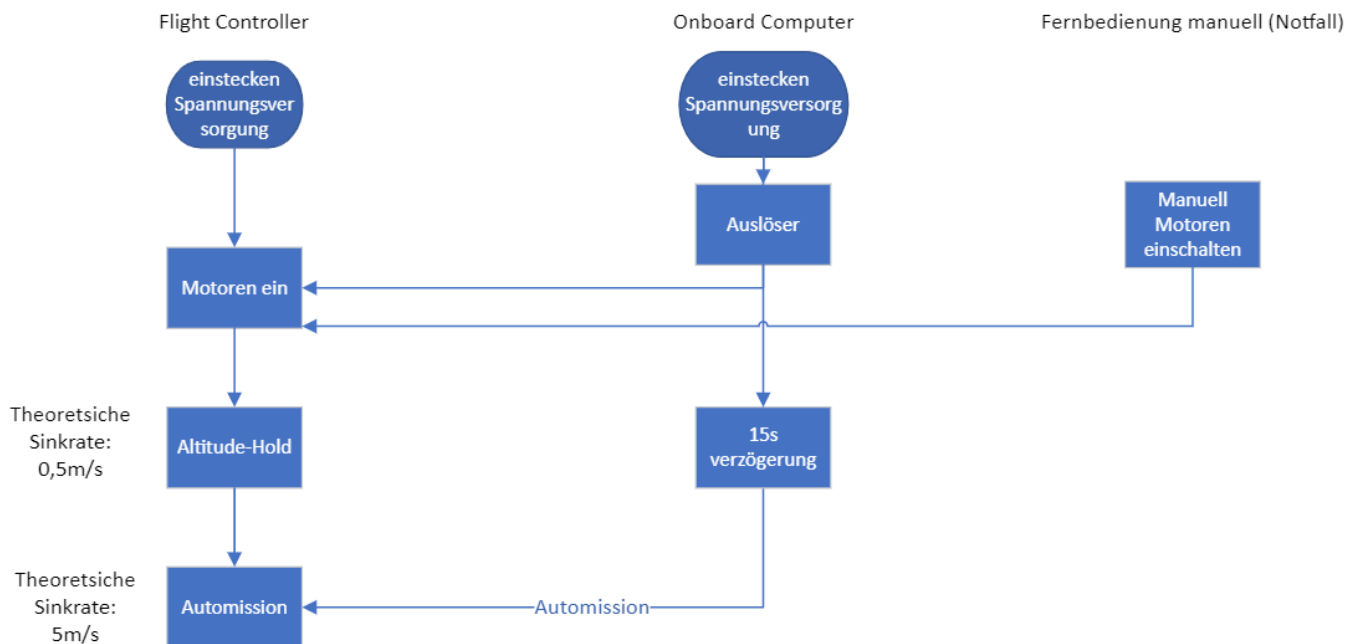 Flight Controller
Onboard Computer
Fernbedienung manuell (Notfall)
einstecken
Spannungsver
sorgung
einstecken
Spannungsversorg
ung
Auslöser
Manuell
Motoren
einschalten
Motoren ein
Theoretsiche
Sinkrate:
0,5m/s
Altitude-Hold
15s
verzögerung
Theoretsiche
Sinkrate:
5m/s
Automission
Automission